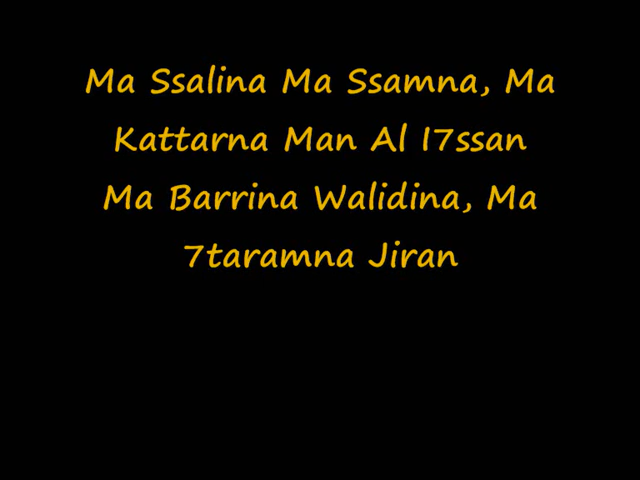 Ma Ssalina Ma Ssamna, Ma
Kattarna Man Al I7ssan
Ma Barrina Walidina, Ma
7taramna Jiran